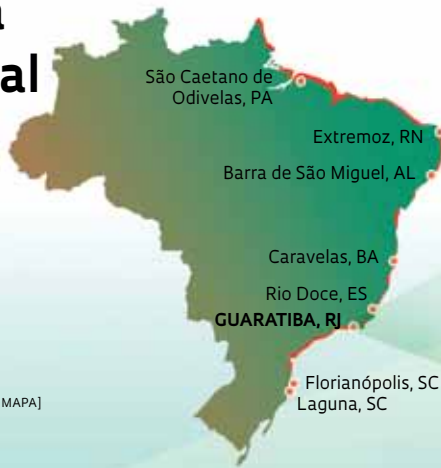 a
al
São Caetano de
Odivelas, PA
Extremoz, RN
Barra de São Miguel, AL
Caravelas, BA
Rio Doce, ES
GUARATIBA, RJ
Florianópolis, SC
Laguna, SC
MAPA]